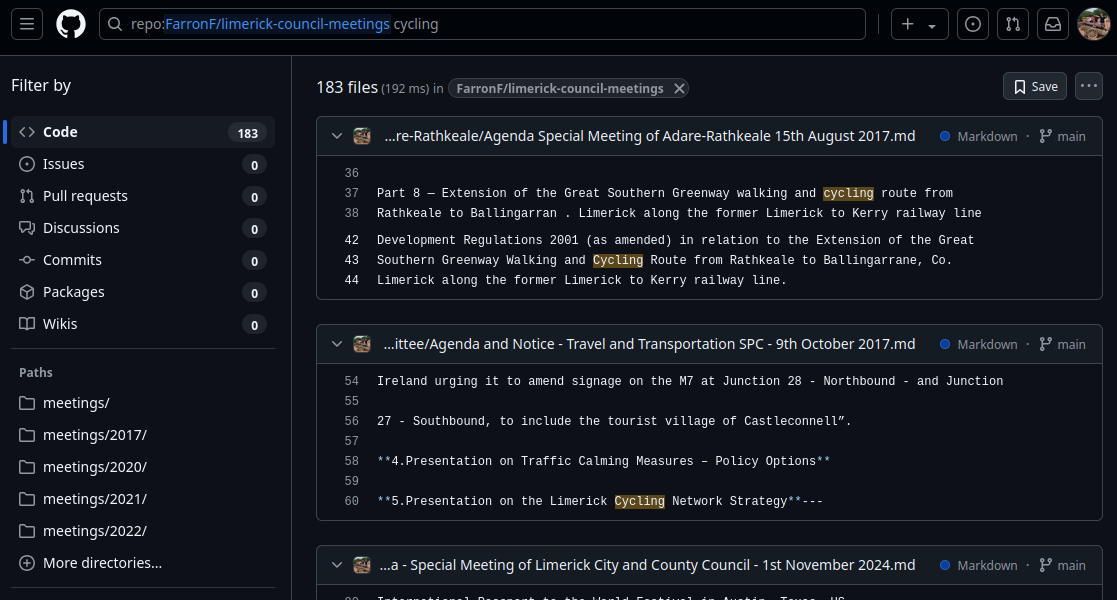 repo:FarronF/limerick-council-meetings cycling
Filter by
Code 183
Issues 0
Pull requests 0
Discussions 0
Commits 0
Packages 0
Wikis 0
Paths
meetings/
meetings/2017/
meetings/2020/
meetings/2021/
meetings/2022/
More directories...
183 files (192 ms) in FarronF/limerick-council-meetings
Save
...re-Rathkeale/Agenda Special Meeting of Adare-Rathkeale 15th August 2017.md Markdown · main
36
37 Part 8 – Extension of the Great Southern Greenway walking and cycling route from
38 Rathkeale to Ballingarran . Limerick along the former Limerick to Kerry railway line
42 Development Regulations 2001 (as amended) in relation to the Extension of the Great
43 Southern Greenway Walking and Cycling Route from Rathkeale to Ballingarrane, Co.
44 Limerick along the former Limerick to Kerry railway line.
...ittee/Agenda and Notice - Travel and Transportation SPC - 9th October 2017.md Markdown · main
54 Ireland urging it to amend signage on the M7 at Junction 28 - Northbound - and Junction
55
56 27 - Southbound, to include the tourist village of Castleconnell”.
57
58 **4.Presentation on Traffic Calming Measures – Policy Options**
59
60 **5.Presentation on the Limerick Cycling Network Strategy**---
...a - Special Meeting of Limerick City and County Council - 1st November 2024.md Markdown · main
International Passport to the World Festival in Austin, Texas, US